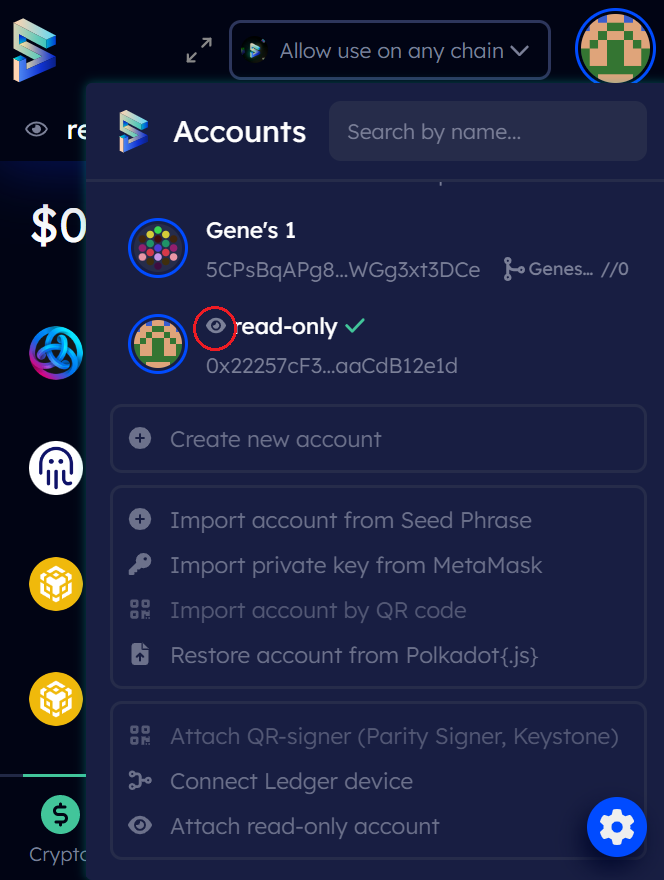 Allow use on any chain
Accounts
Search by name...
$0
Gene's 1
5CPsBqAPg8...WGg3xt3DCe
Genes... //0
read-only
0x22257cF3...aaCdB12e1d
Create new account
Import account from Seed Phrase
Import private key from MetaMask
Import account by QR code
Restore account from Polkadot{.js}
Attach QR-signer (Parity Signer, Keystone)
Connect Ledger device
Attach read-only account